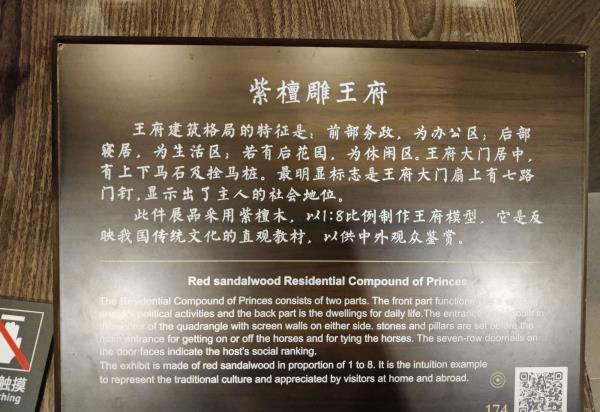 紫檀雕王府
王府建筑格局的特征是：前部务政，为办公区；后部
寝居，为生活区；若有后花园，为休闲区。王府大门居中，
有上下马石及拴马桩。最明显标志是王府大门扇上有七路
门钉，显示出了主人的社会地位。
此件展品采用紫檀木，以1:8比例制作王府模型，它是反
映我国传统文化的直观教材，以供中外观众鉴赏。
Red sandalwood Residential Compound of Princes
The Residential Compound of Princes consists of two parts. The front part
political activities and the back part is the dwellings for daily life. The entrance
of the quadrangle with screen walls on either side. stones and pillars are set before the
main entrance for getting on or off the horses and for tying the horses. The seven-row doornails on
the door faces indicate the host's social ranking.
The exhibit is made of red sandalwood in proportion of 1 to 8. It is the intuition example
to represent the traditional culture and appreciated by visitors at home and abroad.
174
触摸